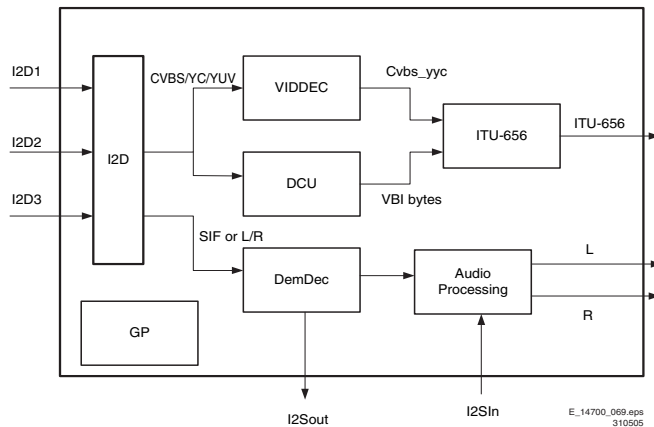 I2D1
I2D2
I2D3
I2D
CVBS/YC/YUV
VIDDEC
DCU
Cvbs_yyc
VBI bytes
ITU-656
ITU-656
SIF or L/R
DemDec
Audio
Processing
L
R
GP
I2Sout
I2SIn
E_14700_069.eps
310505